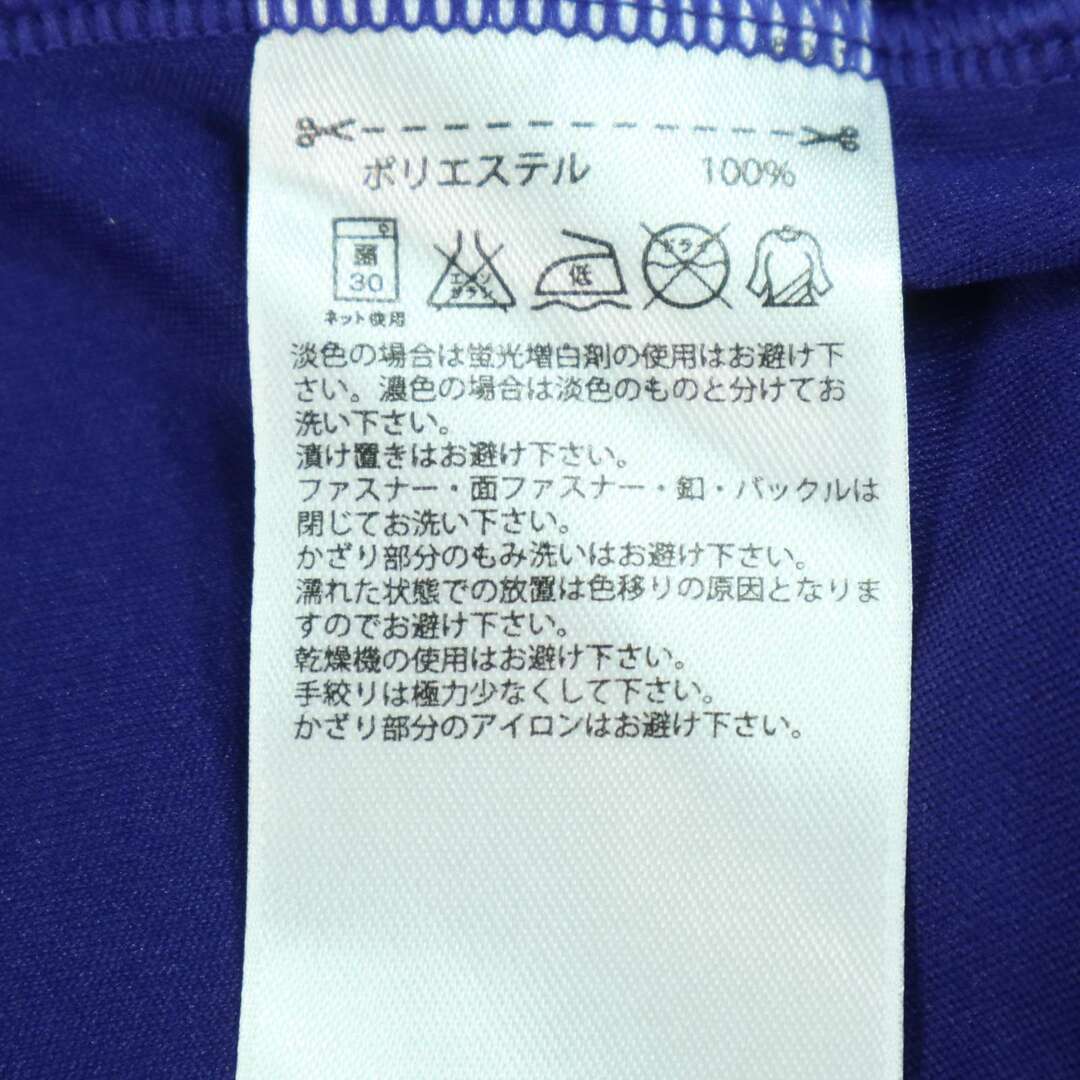 ポリエステル 100%
弱 30 エンソ サラシ 低 ドライ
ネット使用
淡色の場合は蛍光増白剤の使用はお避け下
さい。濃色の場合は淡色のものと分けてお
洗い下さい。
漬け置きはお避け下さい。
ファスナー・面ファスナー・釦・バックルは
閉じてお洗い下さい。
かざり部分のもみ洗いはお避け下さい。
濡れた状態での放置は色移りの原因となりま
すのでお避け下さい。
乾燥機の使用はお避け下さい。
手絞りは極力少なくして下さい。
かざり部分のアイロンはお避け下さい。